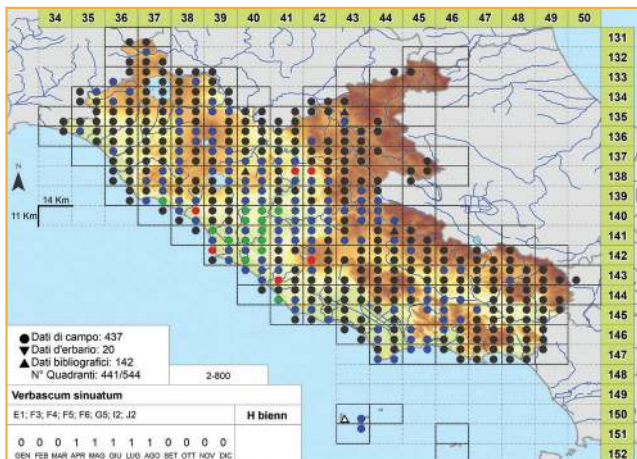 34 35 36 37 38 39 40 41 42 43 44 45 46 47 48 49 50
131
132
133
134
135
136
137
138
139
140
141
142
143
144
145
146
147
148
149
150
151
152
N
14 Km
11 Km
Dati di campo: 437
Dati d'erbario: 20
Dati bibliografici: 142
N° Quadranti: 441/544
2-800
Verbascum sinuatum
E1; F3; F4; F5; F6; G5; I2; J2
H bienn
0 0 0 1 1 1 1 1 0 0 0 0
GEN FEB MAR APR MAG GIU LUG AGO SET OTT NOV DIC